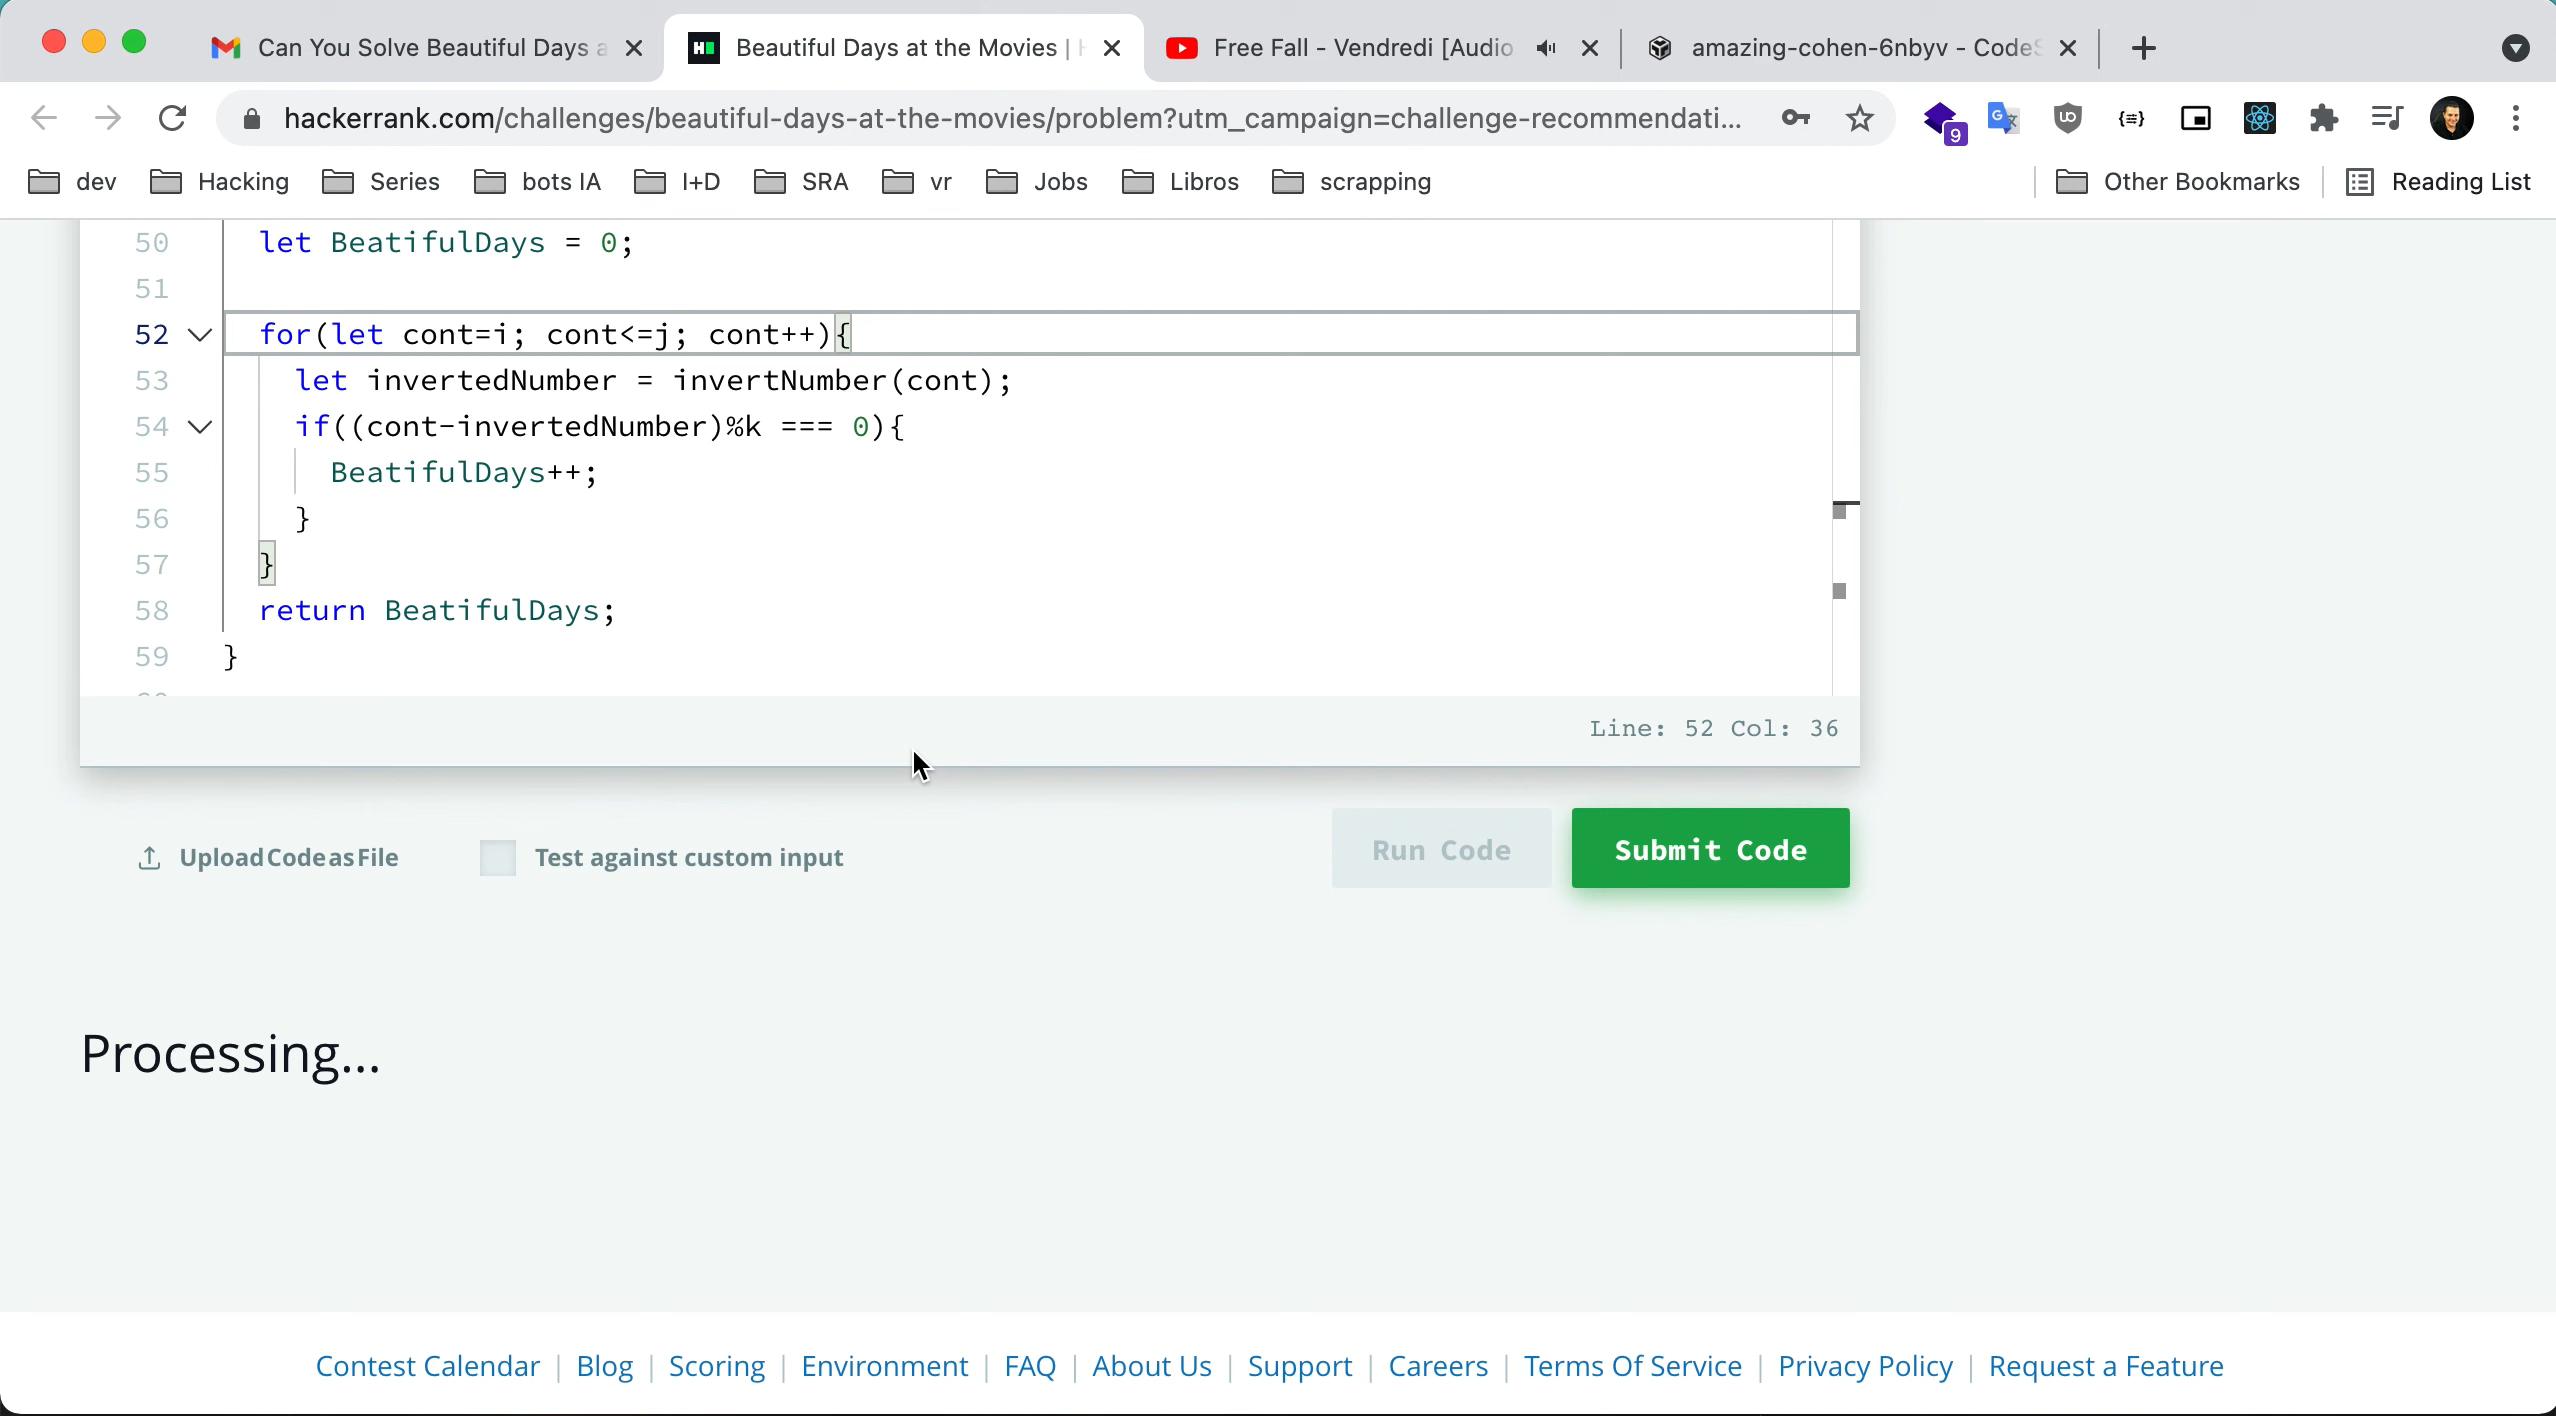 Can You Solve Beautiful Days a
Beautiful Days at the Movies |
Free Fall - Vendredi [Audio
amazing-cohen-6nbyv - CodeS
hackerrank.com/challenges/beautiful-days-at-the-movies/problem?utm_campaign=challenge-recommendati...
9
dev
Hacking
Series
bots IA
I+D
SRA
vr
Jobs
Libros
scrapping
Other Bookmarks
Reading List
50 let BeatifulDays = 0;
51
52 for(let cont=i; cont<=j; cont++){
53 let invertedNumber = invertNumber(cont);
54 if((cont-invertedNumber)%k === 0){
55 BeatifulDays++;
56 }
57 }
58 return BeatifulDays;
59 }
Line: 52 Col: 36
Upload Code as File
Test against custom input
Run Code
Submit Code
Processing...
Contest Calendar | Blog | Scoring | Environment | FAQ | About Us | Support | Careers | Terms Of Service | Privacy Policy | Request a Feature